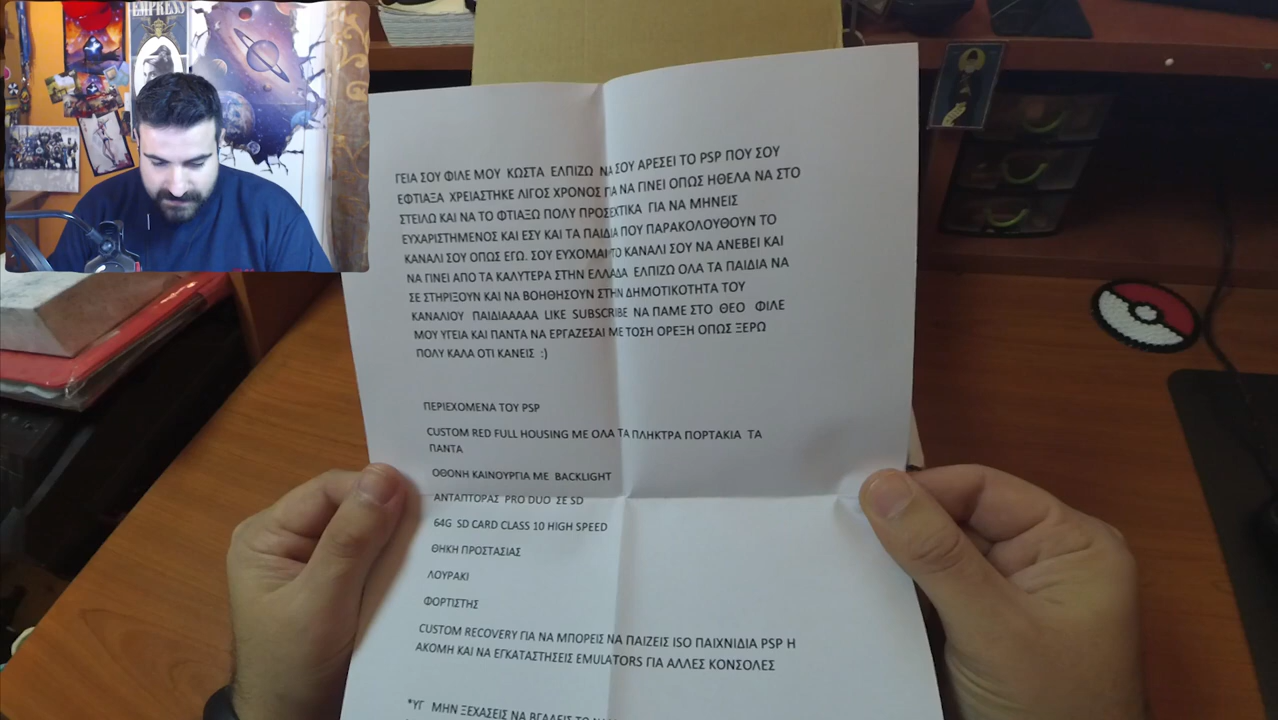 EMPRESS
ΓΕΙΑ ΣΟΥ ΦΙΛΕ ΜΟΥ ΚΩΣΤΑ ΕΛΠΙΖΩ ΝΑ ΣΟΥ ΑΡΕΣΕΙ ΤΟ PSP ΠΟΥ ΣΟΥ
ΕΦΤΙΑΞΑ ΧΡΕΙΑΣΤΗΚΕ ΛΙΓΟΣ ΧΡΟΝΟΣ ΓΙΑ ΝΑ ΓΙΝΕΙ ΟΠΩΣ ΗΘΕΛΑ ΝΑ ΣΤΟ
ΣΤΕΙΛΩ ΚΑΙ ΝΑ ΤΟ ΦΤΙΑΞΩ ΠΟΛΥ ΠΡΟΣΕΧΤΙΚΑ ΓΙΑ ΝΑ ΜΗΝΕΙΣ
ΕΥΧΑΡΙΣΤΗΜΕΝΟΣ ΚΑΙ ΕΣΥ ΚΑΙ ΤΑ ΠΑΙΔΙΑ ΠΟΥ ΠΑΡΑΚΟΛΟΥΘΟΥΝ ΤΟ
ΚΑΝΑΛΙ ΣΟΥ ΟΠΩΣ ΕΓΩ. ΣΟΥ ΕΥΧΟΜΑΙ ΤΟ ΚΑΝΑΛΙ ΣΟΥ ΝΑ ΑΝΕΒΕΙ ΚΑΙ
ΝΑ ΓΙΝΕΙ ΑΠΟ ΤΑ ΚΑΛΥΤΕΡΑ ΣΤΗΝ ΕΛΛΑΔΑ ΕΛΠΙΖΩ ΟΛΑ ΤΑ ΠΑΙΔΙΑ ΝΑ
ΣΕ ΣΤΗΡΙΞΟΥΝ ΚΑΙ ΝΑ ΒΟΗΘΗΣΟΥΝ ΣΤΗΝ ΔΗΜΟΤΙΚΟΤΗΤΑ ΤΟΥ
ΚΑΝΑΛΙΟΥ ΠΑΙΔΙΑΑΑΑΑ LIKE SUBSCRIBE ΝΑ ΠΑΜΕ ΣΤΟ ΘΕΟ ΦΙΛΕ
ΜΟΥ ΥΓΕΙΑ ΚΑΙ ΠΑΝΤΑ ΝΑ ΕΡΓΑΖΕΣΑΙ ΜΕ ΤΟΣΗ ΟΡΕΞΗ ΟΠΩΣ ΞΕΡΩ
ΠΟΛΥ ΚΑΛΑ ΟΤΙ ΚΑΝΕΙΣ :)
ΠΕΡΙΕΧΟΜΕΝΑ ΤΟΥ PSP
CUSTOM RED FULL HOUSING ΜΕ ΟΛΑ ΤΑ ΠΛΗΚΤΡΑ ΠΟΡΤΑΚΙΑ ΤΑ
ΠΑΝΤΑ
ΟΘΟΝΗ ΚΑΙΝΟΥΡΓΙΑ ΜΕ BACKLIGHT
ΑΝΤΑΠΤΟΡΑΣ PRO DUO ΣΕ SD
64G SD CARD CLASS 10 HIGH SPEED
ΘΗΚΗ ΠΡΟΣΤΑΣΙΑΣ
ΛΟΥΡΑΚΙ
ΦΟΡΤΙΣΤΗΣ
CUSTOM RECOVERY ΓΙΑ ΝΑ ΜΠΟΡΕΙΣ ΝΑ ΠΑΙΖΕΙΣ ISO ΠΑΙΧΝΙΔΙΑ PSP Η
ΑΚΟΜΗ ΚΑΙ ΝΑ ΕΓΚΑΤΑΣΤΗΣΕΙΣ EMULATORS ΓΙΑ ΑΛΛΕΣ ΚΟΝΣΟΛΕΣ
*ΥΓ ΜΗΝ ΞΕΧΑΣΕΙΣ ΝΑ ΒΓΑΛΕΙΣ ΤΟ